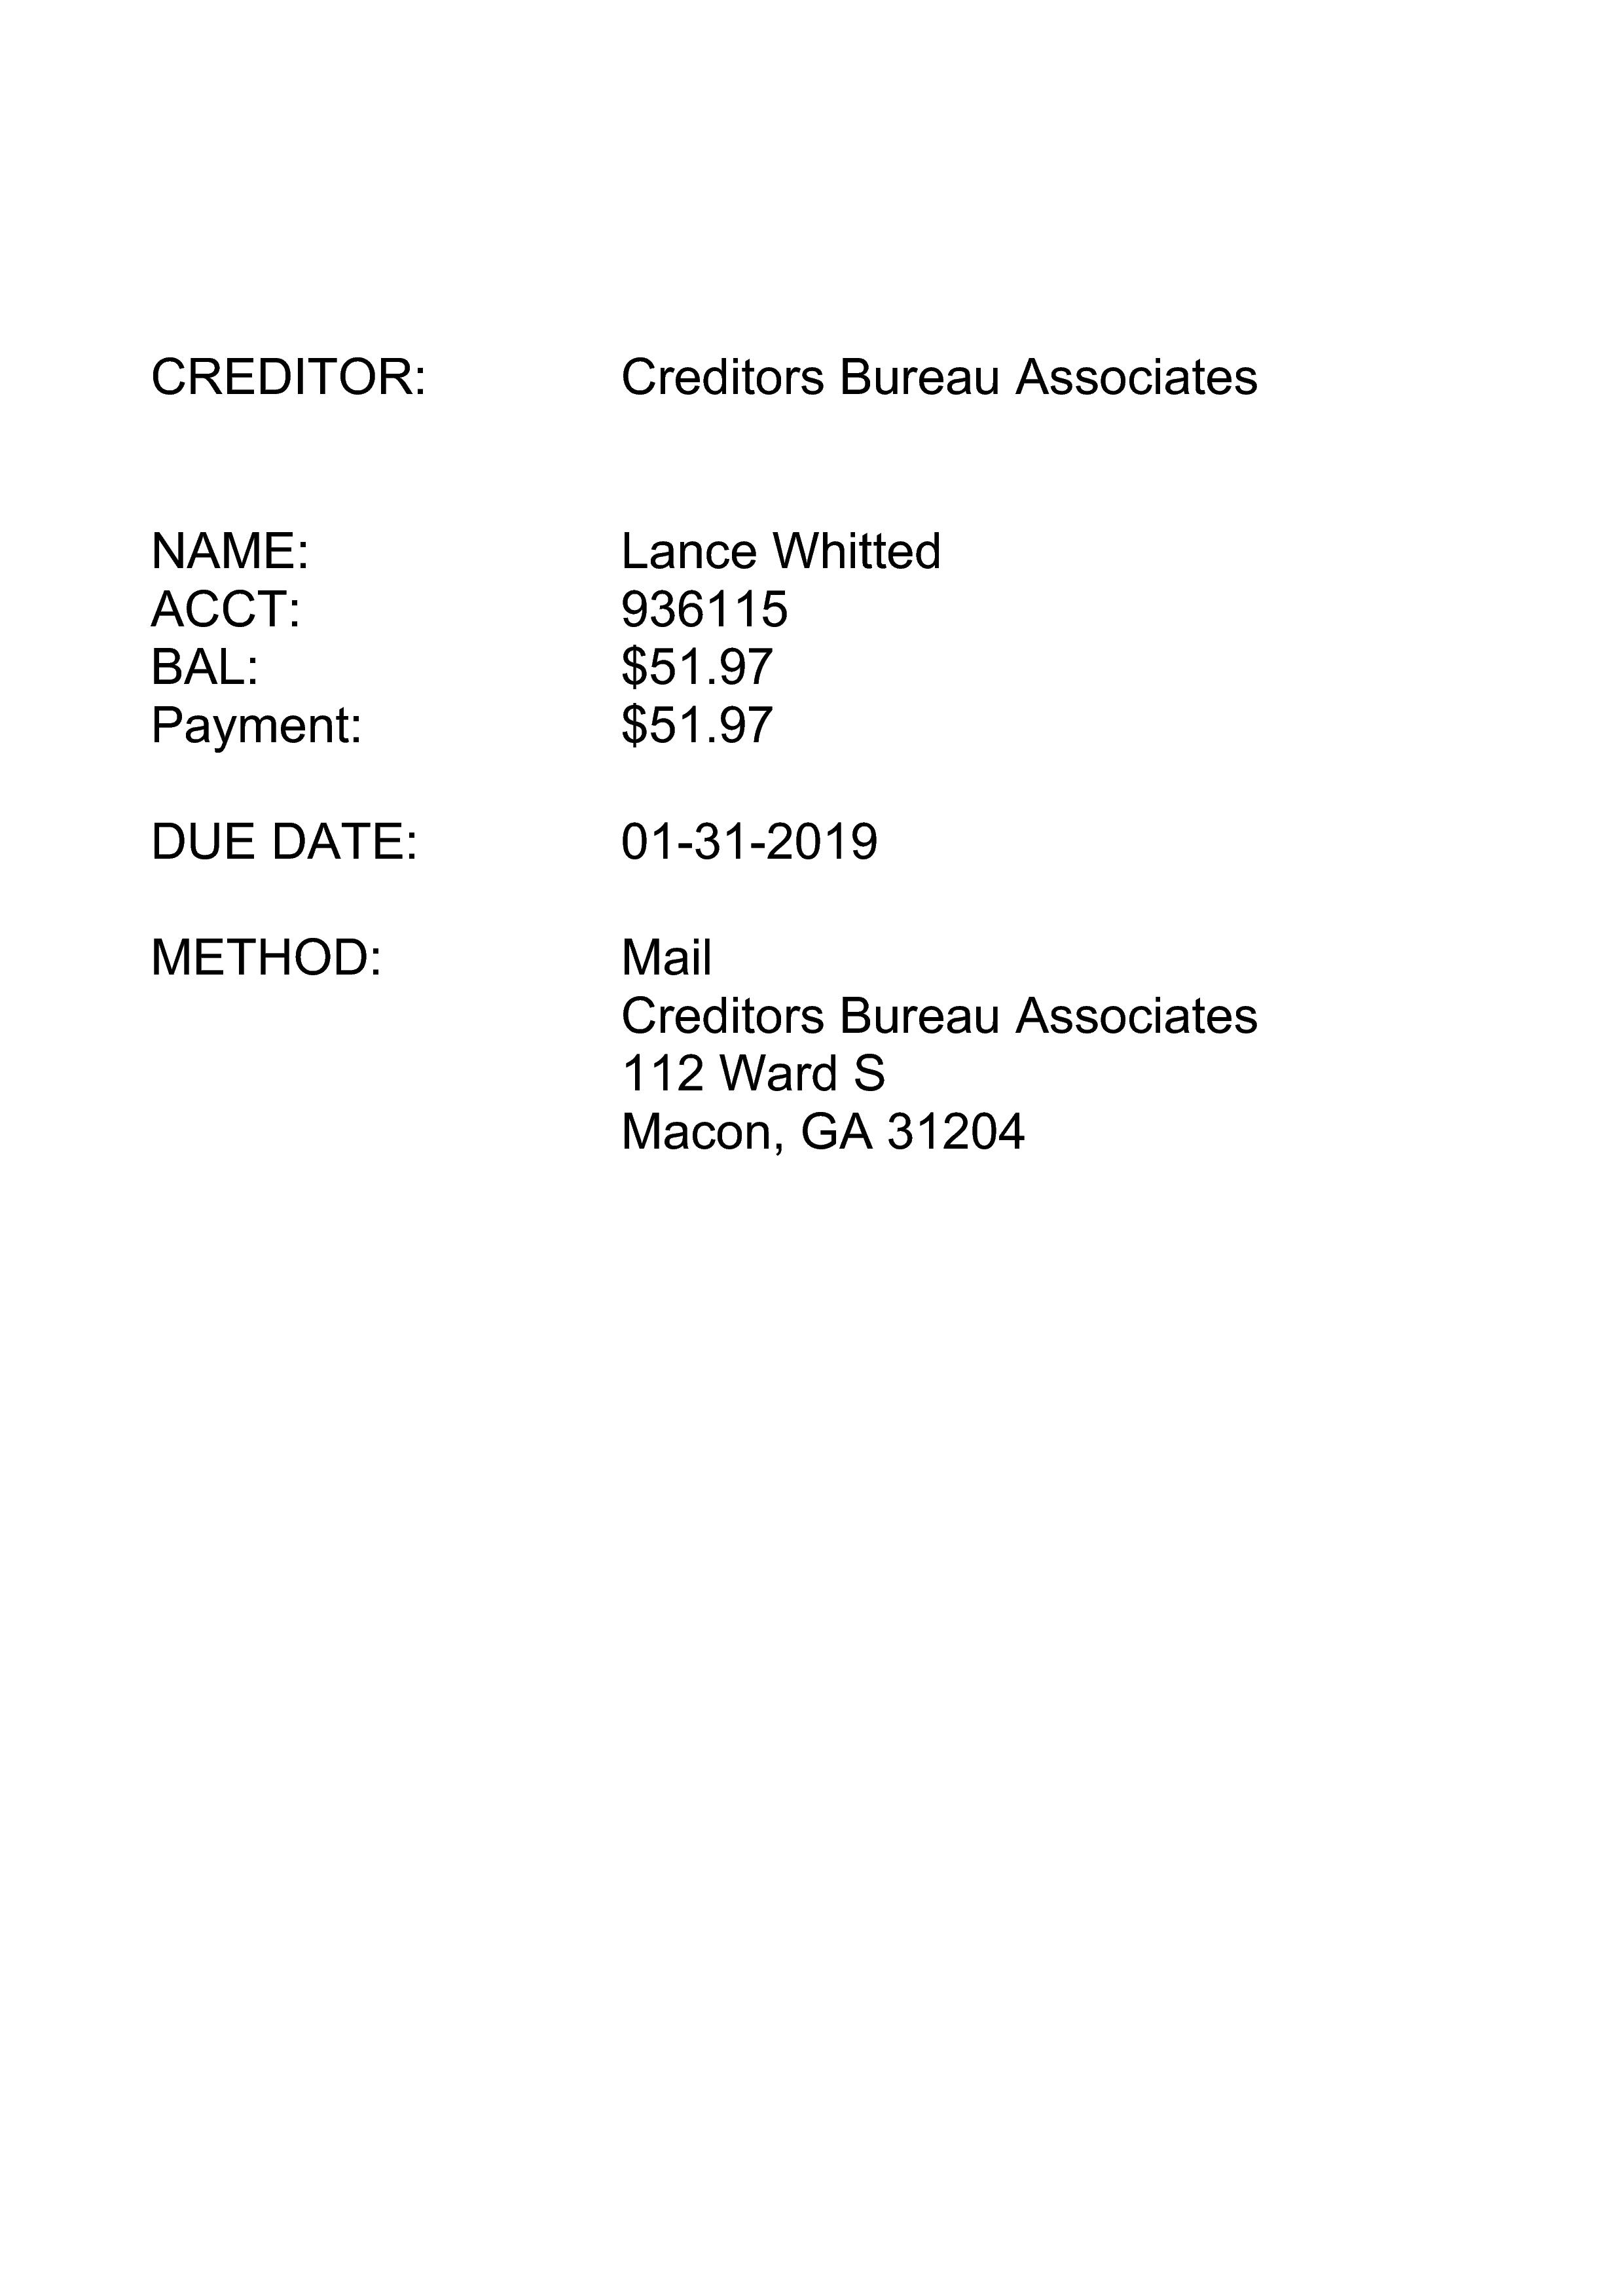 CREDITOR: Creditors Bureau Associates
NAME: Lance Whitted
ACCT: 936115
BAL: $51.97
Payment: $51.97
DUE DATE: 01-31-2019
METHOD: Mail
Creditors Bureau Associates
112 Ward S
Macon, GA 31204